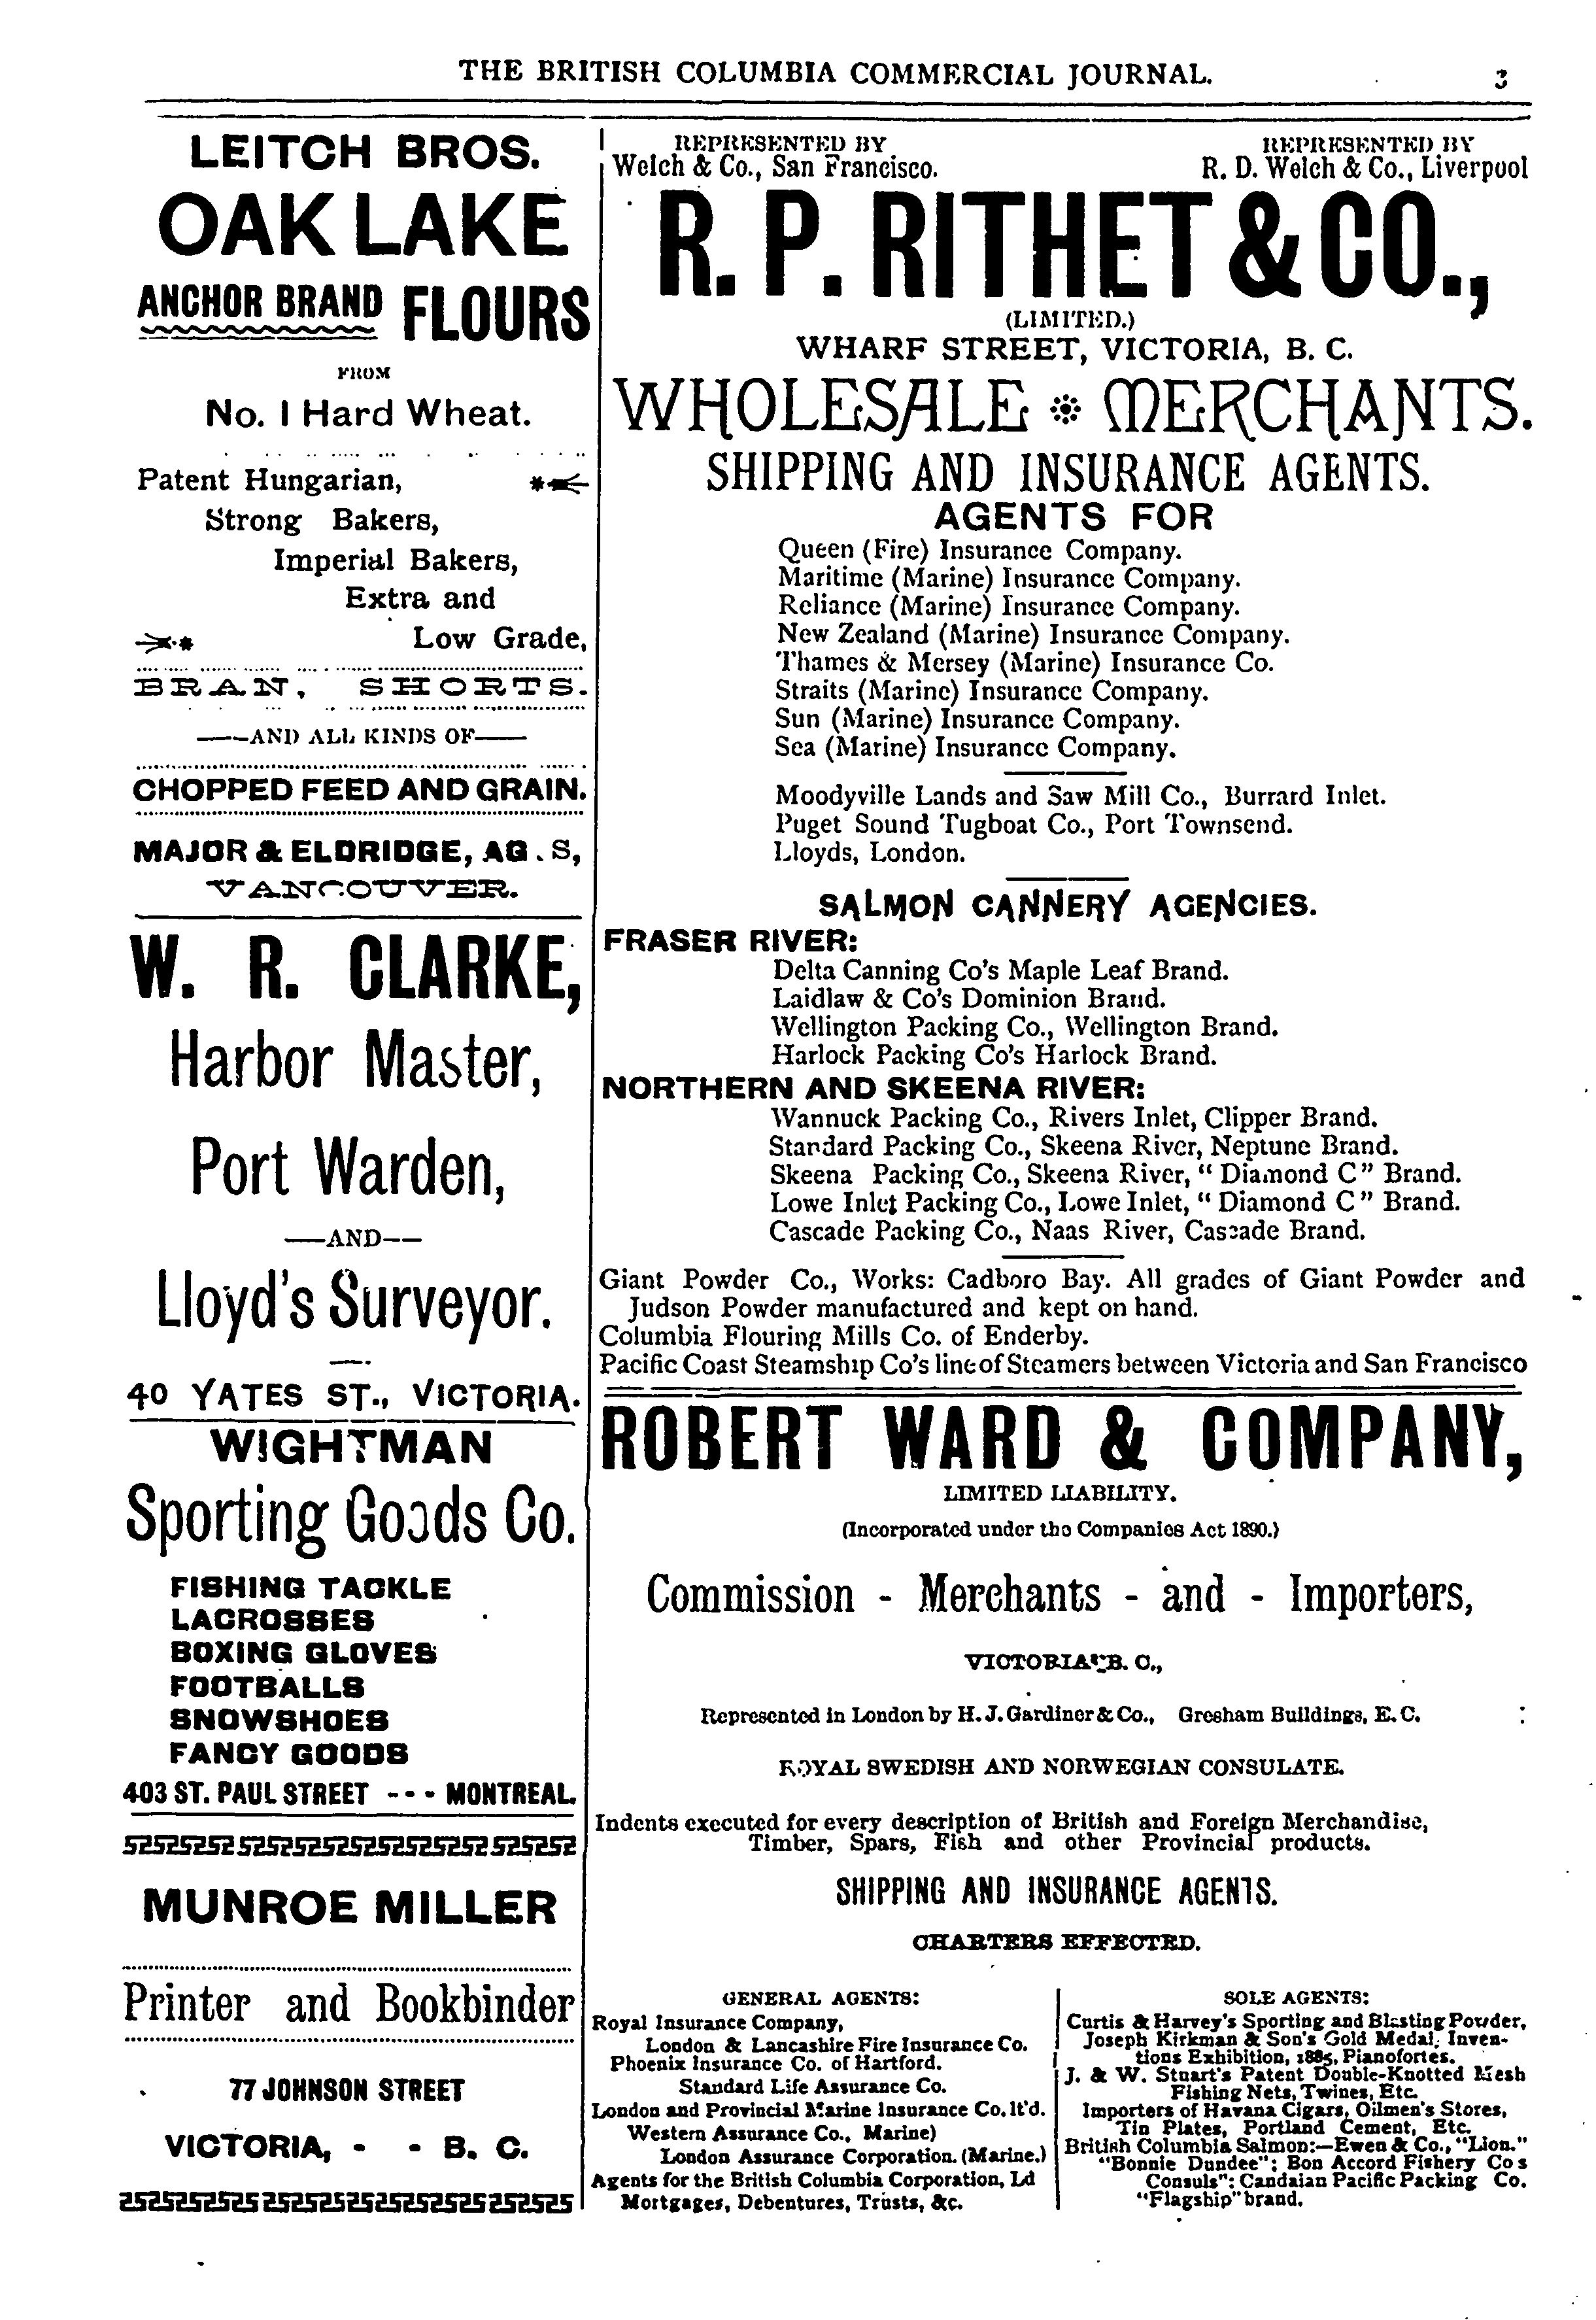 THE BRITISH COLUMBIA COMMERCIAL JOURNAL. 3
LEITCH BROS.
OAK LAKE
ANCHOR BRAND FLOURS
FROM
No. 1 Hard Wheat.
Patent Hungarian,
Strong Bakers,
Imperial Bakers,
Extra and
Low Grade,
BRAN, SHORTS.
—AND ALL KINDS OF—
CHOPPED FEED AND GRAIN.
MAJOR & ELDRIDGE, AG.S,
VANCOUVER.
W. R. CLARKE,
Harbor Master,
Port Warden,
—AND—
Lloyd's Surveyor.
40 YATES ST., VICTORIA.
WIGHTMAN
Sporting Goods Co.
FISHING TACKLE
LACROSSES
BOXING GLOVES
FOOTBALLS
SNOWSHOES
FANCY GOODS
403 ST. PAUL STREET - - - MONTREAL.
MUNROE MILLER
Printer and Bookbinder
77 JOHNSON STREET
VICTORIA, - - B. C.
REPRESENTED BY
Welch & Co., San Francisco.
REPRESENTED BY
R. D. Welch & Co., Liverpool
R. P. RITHET & CO.,
(LIMITED.)
WHARF STREET, VICTORIA, B. C.
WHOLESALE MERCHANTS.
SHIPPING AND INSURANCE AGENTS.
AGENTS FOR
Queen (Fire) Insurance Company.
Maritime (Marine) Insurance Company.
Reliance (Marine) Insurance Company.
New Zealand (Marine) Insurance Company.
Thames & Mersey (Marine) Insurance Co.
Straits (Marine) Insurance Company.
Sun (Marine) Insurance Company.
Sea (Marine) Insurance Company.
Moodyville Lands and Saw Mill Co., Burrard Inlet.
Puget Sound Tugboat Co., Port Townsend.
Lloyds, London.
SALMON CANNERY AGENCIES.
FRASER RIVER:
Delta Canning Co's Maple Leaf Brand.
Laidlaw & Co's Dominion Brand.
Wellington Packing Co., Wellington Brand.
Harlock Packing Co's Harlock Brand.
NORTHERN AND SKEENA RIVER:
Wannuck Packing Co., Rivers Inlet, Clipper Brand.
Standard Packing Co., Skeena River, Neptune Brand.
Skeena Packing Co., Skeena River, "Diamond C" Brand.
Lowe Inlet Packing Co., Lowe Inlet, "Diamond C" Brand.
Cascade Packing Co., Naas River, Cascade Brand.
Giant Powder Co., Works: Cadboro Bay. All grades of Giant Powder and
Judson Powder manufactured and kept on hand.
Columbia Flouring Mills Co. of Enderby.
Pacific Coast Steamship Co's line of Steamers between Victoria and San Francisco
ROBERT WARD & COMPANY,
LIMITED LIABILITY.
(Incorporated under the Companies Act 1890.)
Commission - Merchants - and - Importers,
VICTORIA, B. C.,
Represented in London by H. J. Gardiner & Co., Gresham Buildings, E. C.
ROYAL SWEDISH AND NORWEGIAN CONSULATE.
Indents executed for every description of British and Foreign Merchandise,
Timber, Spars, Fish and other Provincial products.
SHIPPING AND INSURANCE AGENTS.
CHARTERS EFFECTED.
GENERAL AGENTS:
Royal Insurance Company,
London & Lancashire Fire Insurance Co.
Phoenix Insurance Co. of Hartford.
Standard Life Assurance Co.
London and Provincial Marine Insurance Co. lt'd.
Western Assurance Co., Marine)
London Assurance Corporation. (Marine.)
Agents for the British Columbia Corporation, Ld
Mortgages, Debentures, Trusts, &c.
SOLE AGENTS:
Curtis & Harvey's Sporting and Blasting Powder,
Joseph Kirkman & Son's Gold Medal, Inven-
tions Exhibition, 1885, Pianofortes.
J. & W. Stuart's Patent Double-Knotted Mesh
Fishing Nets, Twines, Etc.
Importers of Havana Cigars, Oilmen's Stores,
Tin Plates, Portland Cement, Etc.
British Columbia Salmon:—Ewen & Co., "Lion."
"Bonnie Dundee"; Bon Accord Fishery Co s
Consuls"; Candaian Pacific Packing Co.
"Flagship" brand.